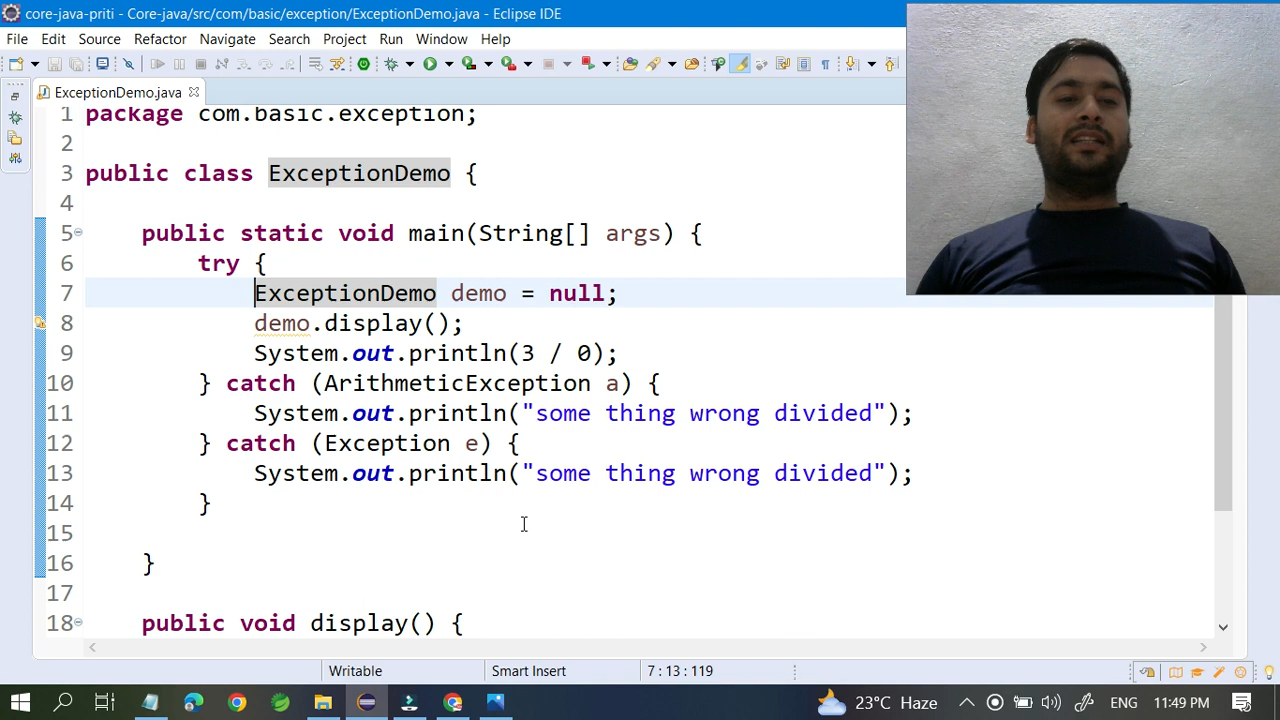 core-java-priti - Core-java/src/com/basic/exception/ExceptionDemo.java - Eclipse IDE
File Edit Source Refactor Navigate Search Project Run Window Help
ExceptionDemo.java
1 package com.basic.exception;
2
3 public class ExceptionDemo {
4
5 public static void main(String[] args) {
6 try {
7 ExceptionDemo demo = null;
8 demo.display();
9 System.out.println(3 / 0);
10 } catch (ArithmeticException a) {
11 System.out.println("some thing wrong divided");
12 } catch (Exception e) {
13 System.out.println("some thing wrong divided");
14 }
15
16 }
17
18 public void display() {
Writable Smart Insert 7 : 13 : 119
23°C Haze ENG 11:49 PM